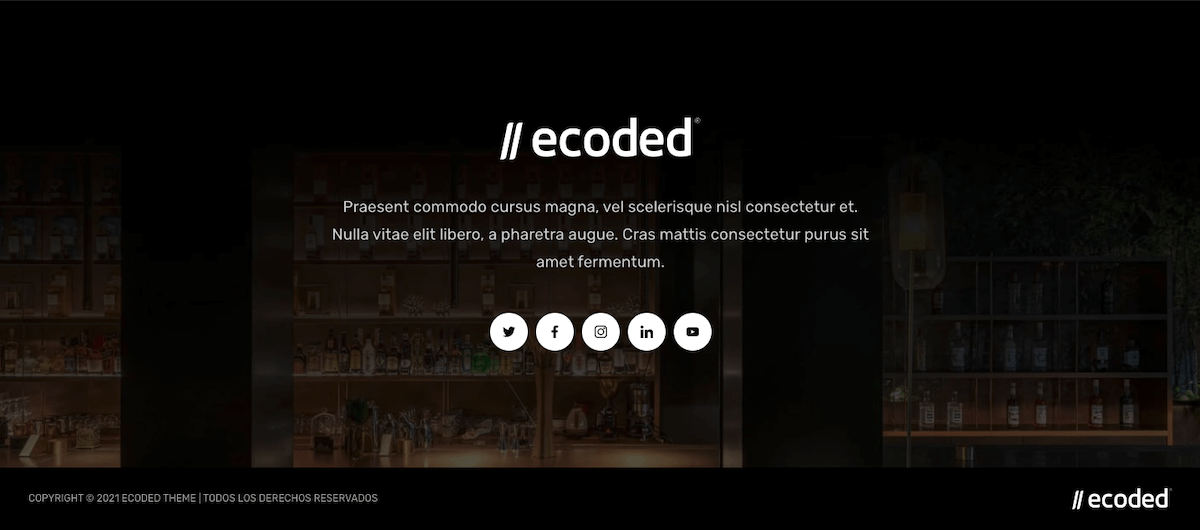 // ecoded®
Praesent commodo cursus magna, vel scelerisque nisl consectetur et.
Nulla vitae elit libero, a pharetra augue. Cras mattis consectetur purus sit
amet fermentum.
COPYRIGHT © 2021 ECODED THEME | TODOS LOS DERECHOS RESERVADOS
// ecoded